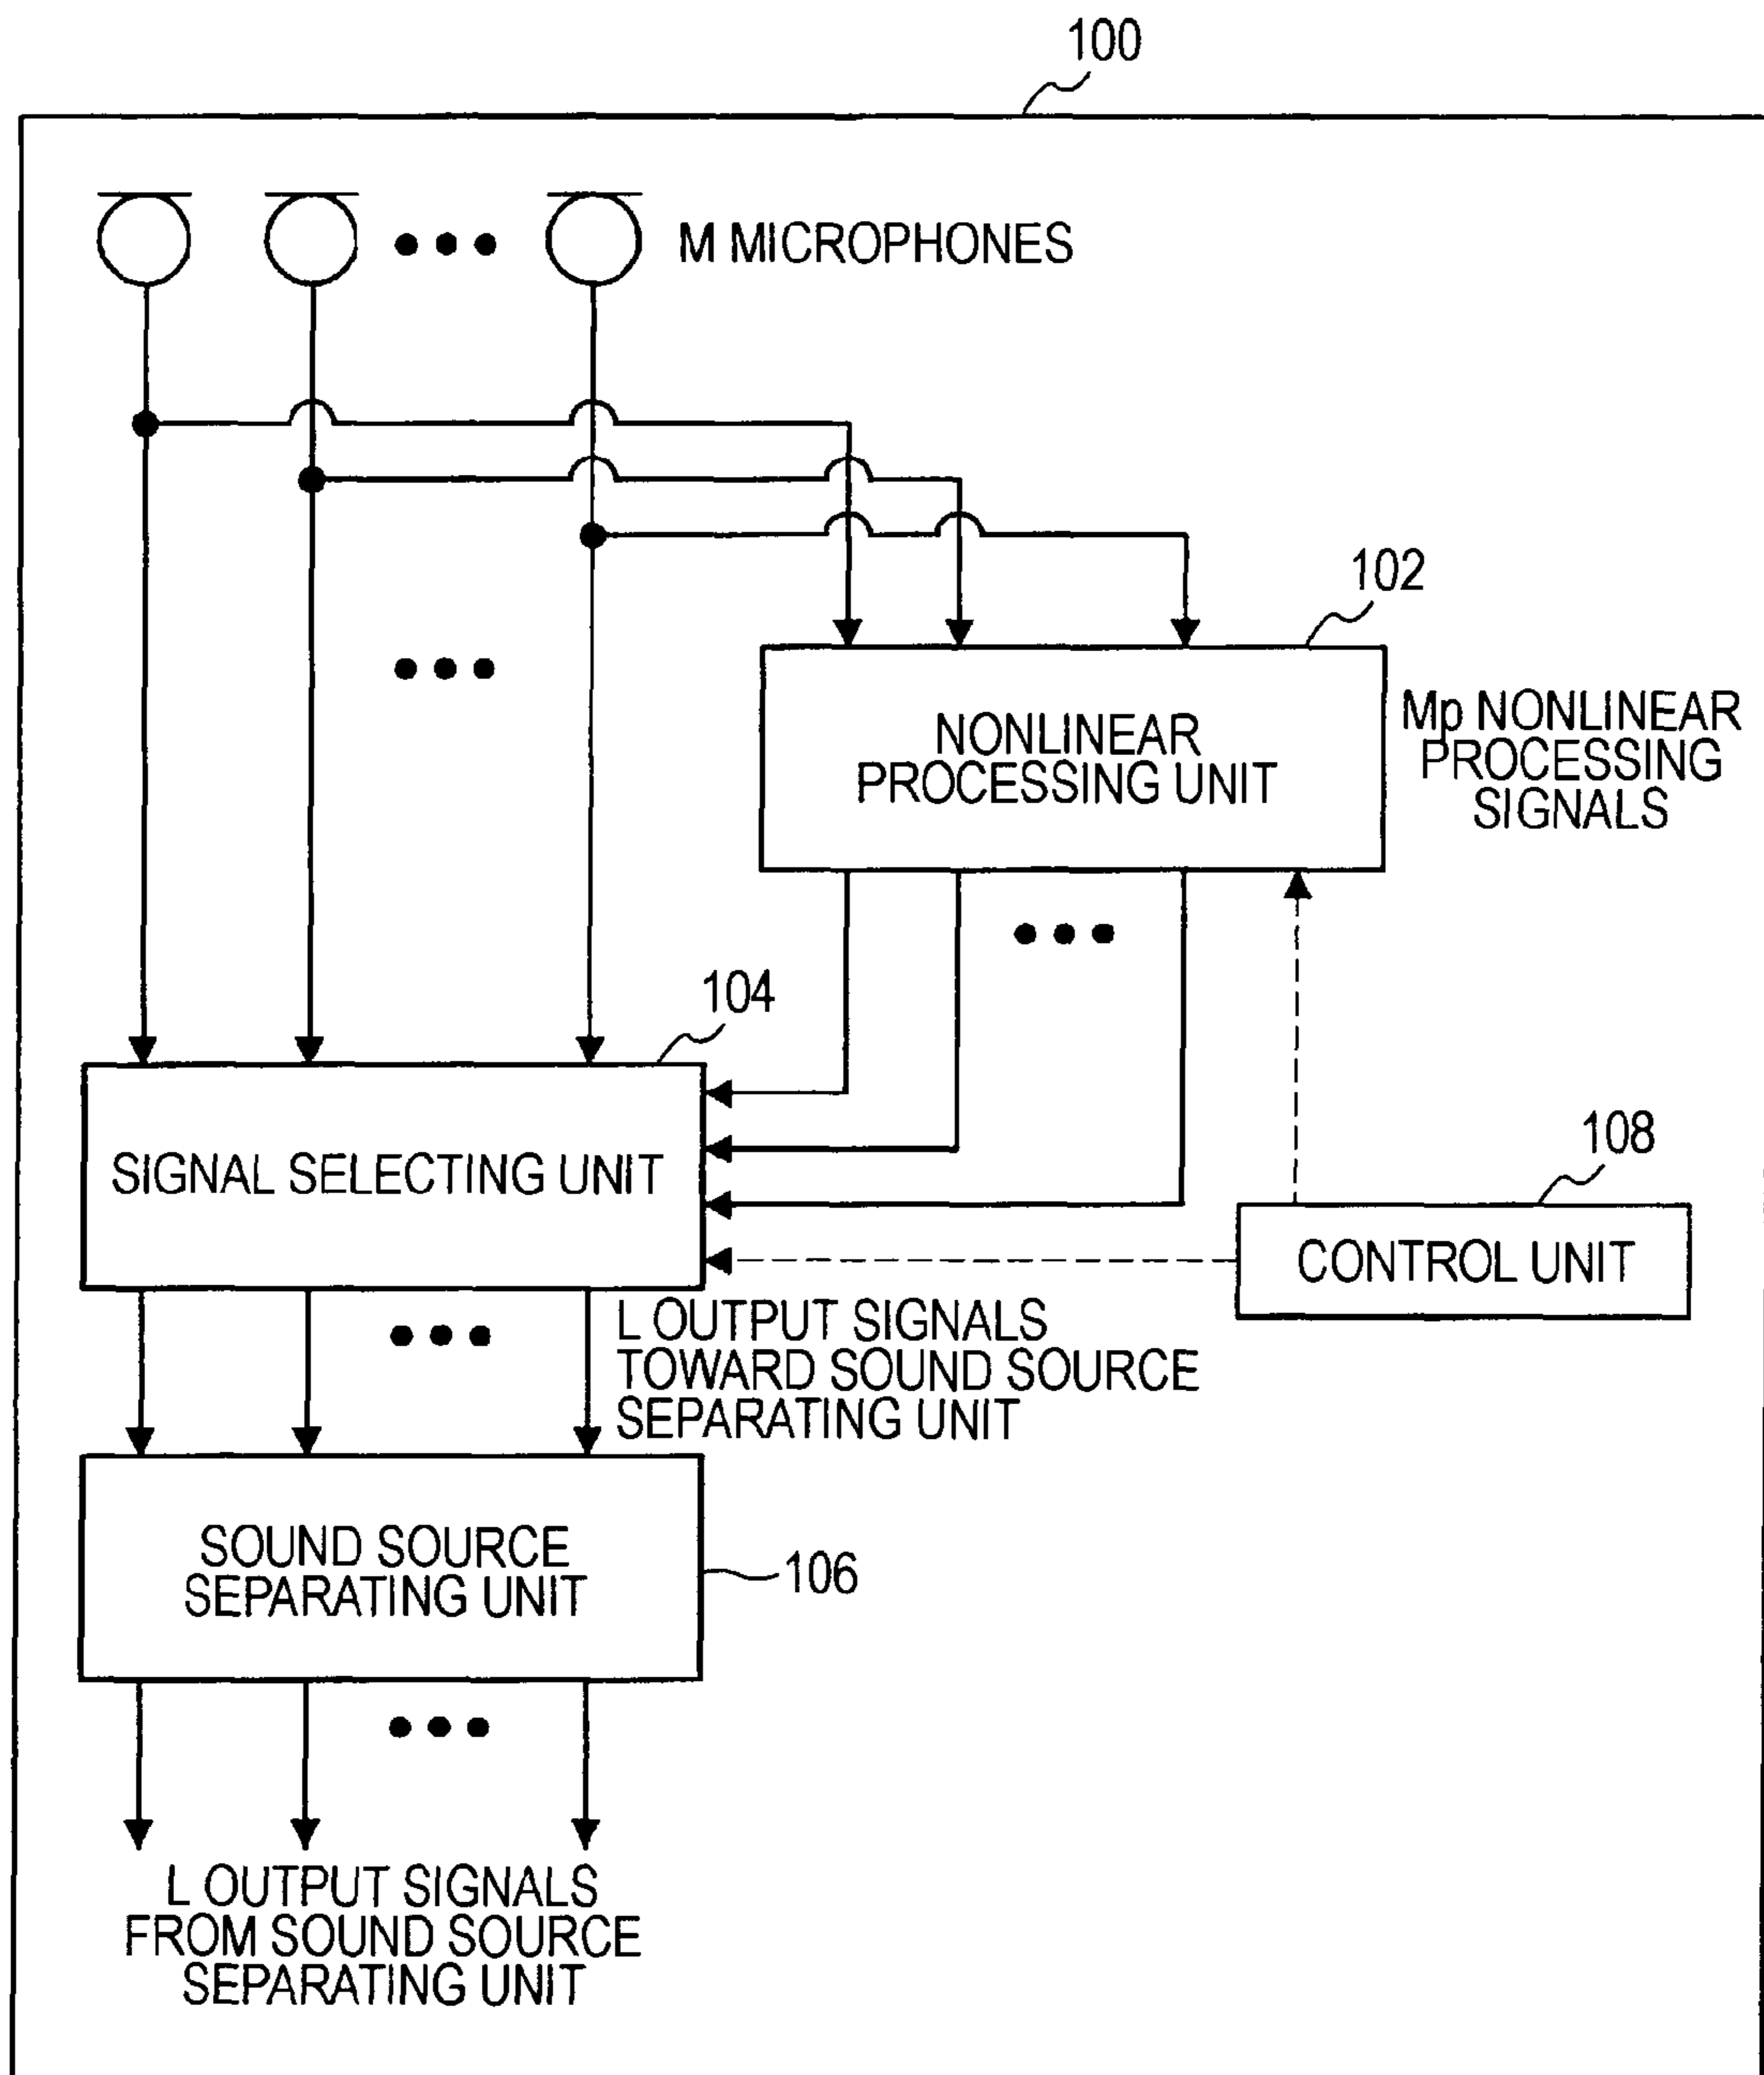 100
M MICROPHONES
102
NONLINEAR
PROCESSING UNIT
Mp NONLINEAR
PROCESSING
SIGNALS
104
SIGNAL SELECTING UNIT
108
CONTROL UNIT
L OUTPUT SIGNALS
TOWARD SOUND SOURCE
SEPARATING UNIT
SOUND SOURCE
SEPARATING UNIT
106
L OUTPUT SIGNALS
FROM SOUND SOURCE
SEPARATING UNIT